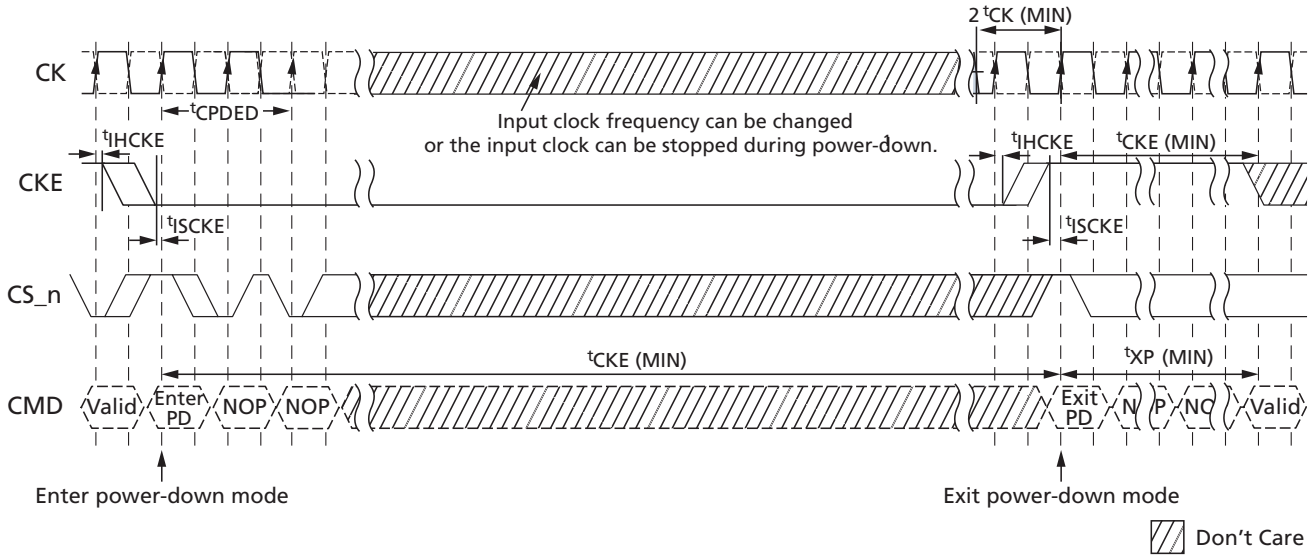 2 tCK (MIN)
CK
tCPDED
Input clock frequency can be changed
or the input clock can be stopped during power-down.1
tIHCKE
tIHCKE
tCKE (MIN)
CKE
tISCKE
tISCKE
CS_n
tCKE (MIN)
tXP (MIN)
CMD
Valid
Enter
PD
NOP
NOP
Exit
PD
Valid
Enter power-down mode
Exit power-down mode
Don't Care